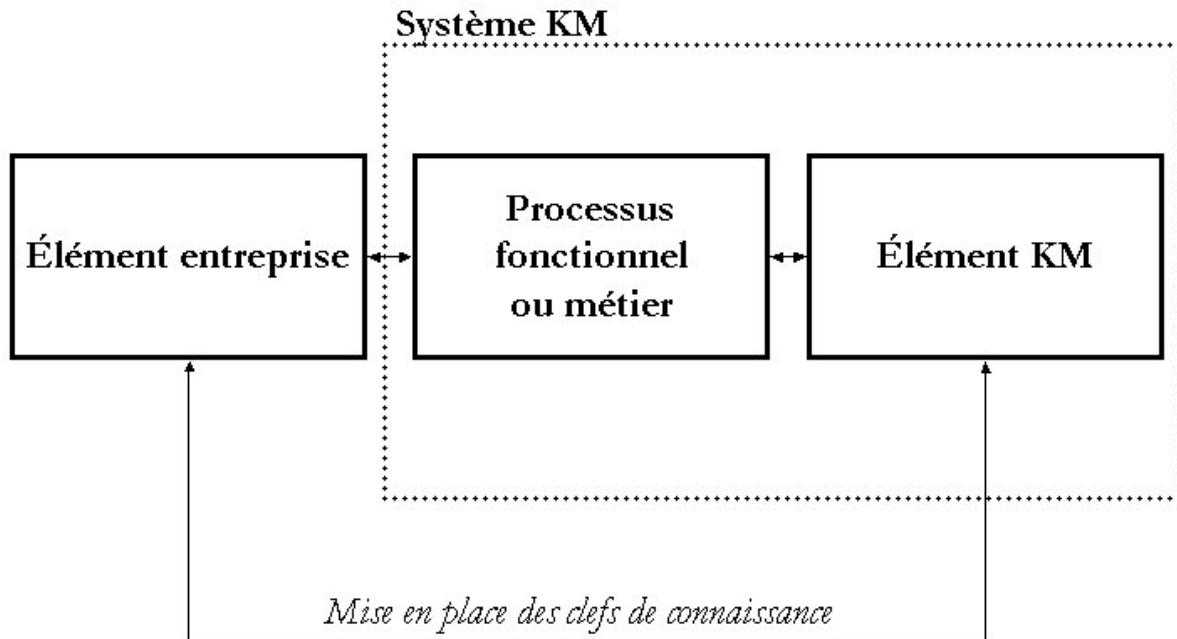 Système KM
Élément entreprise
Processus
fonctionnel
ou métier
Élément KM
Mise en place des clefs de connaissance